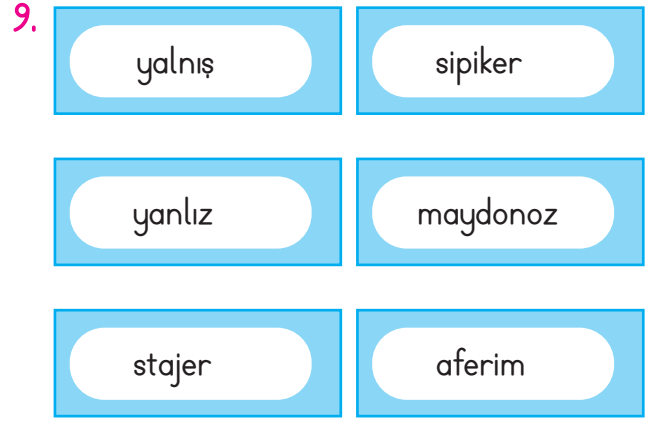 9.
yalnış
sipiker
yanlız
maydonoz
stajer
aferim